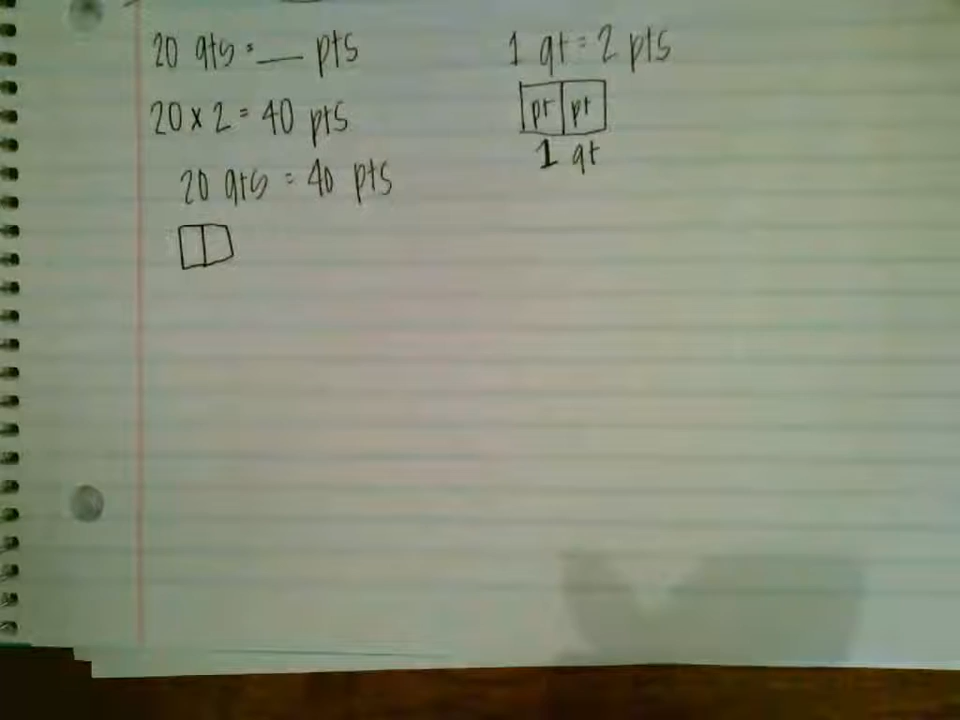 20 qts = __ pts
20 x 2 = 40 pts
20 qts = 40 pts
1 qt = 2 pts
pt pt
1 qt